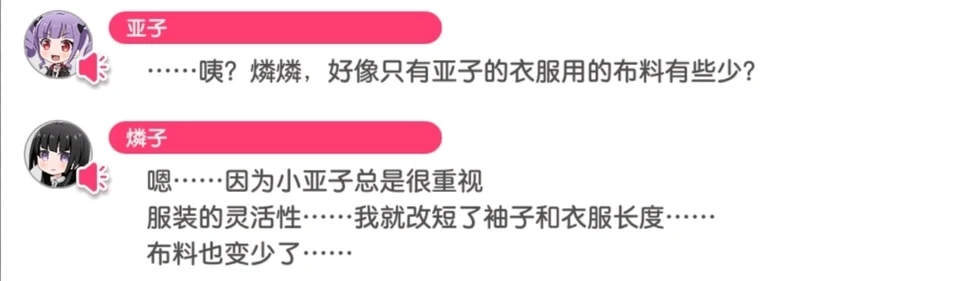 亚子
……咦？燐燐，好像只有亚子的衣服用的布料有些少？
燐子
嗯……因为小亚子总是很重视
服装的灵活性……我就改短了袖子和衣服长度……
布料也变少了……